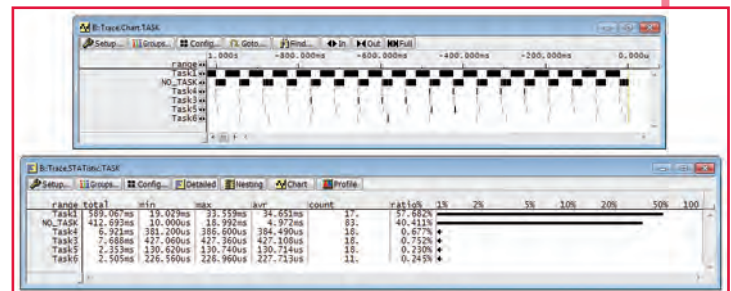 B::Trace.Chart.TASK
Setup... Groups... Config... Goto... Find... In Out Full
1.000s -800.000ms -600.000ms -400.000ms -200.000ms 0.000u
range
Task1
NO_TASK
Task4
Task3
Task5
Task6
B::Trace.STATistic.TASK
Setup... Groups... Config... Detailed Nesting Chart Profile
range total min max avr count ratio% 1% 2% 5% 10% 20% 50% 100
Task1 589.067ms 19.029ms 33.559ms 34.651ms 17. 57.682%
NO_TASK 412.693ms 10.000us 18.992ms 4.972ms 83. 40.411%
Task4 6.921ms 381.200us 386.600us 384.490us 18. 0.677%
Task3 7.688ms 427.060us 427.360us 427.108us 18. 0.752%
Task5 2.353ms 130.620us 130.740us 130.714us 18. 0.230%
Task6 2.505ms 226.560us 228.960us 227.713us 11. 0.245%